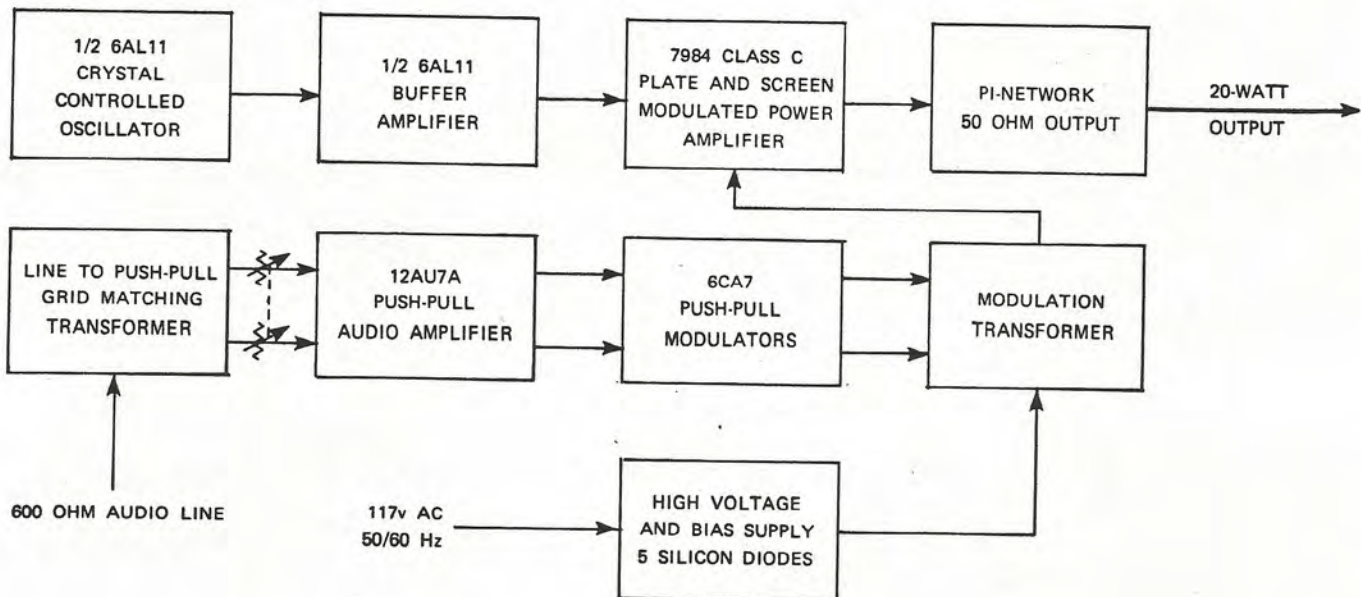 1/2 6AL11
CRYSTAL
CONTROLLED
OSCILLATOR
1/2 6AL11
BUFFER
AMPLIFIER
7984 CLASS C
PLATE AND SCREEN
MODULATED POWER
AMPLIFIER
PI-NETWORK
50 OHM OUTPUT
20-WATT
OUTPUT
LINE TO PUSH-PULL
GRID MATCHING
TRANSFORMER
12AU7A
PUSH-PULL
AUDIO AMPLIFIER
6CA7
PUSH-PULL
MODULATORS
MODULATION
TRANSFORMER
600 OHM AUDIO LINE
117v AC
50/60 Hz
HIGH VOLTAGE
AND BIAS SUPPLY
5 SILICON DIODES